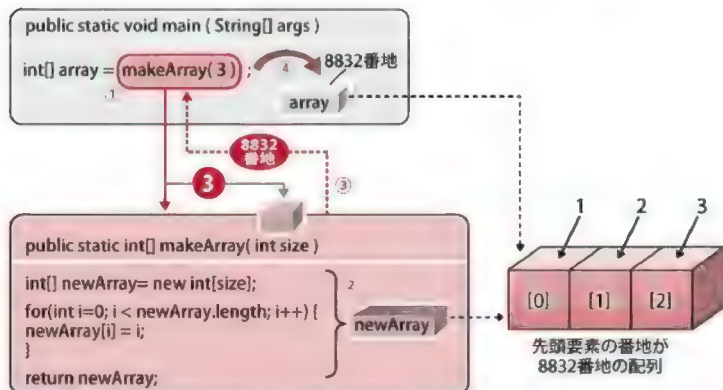 public static void main ( String[] args )
int[] array = makeArray( 3 ) ;
1
4
8832番地
array
8832
番地
3
③
1
2
3
public static int[] makeArray( int size )
int[] newArray= new int[size];
for(int i=0; i < newArray.length; i++) {
newArray[i] = i;
}
return newArray;
2
newArray
[0]
[1]
[2]
先頭要素の番地が
8832番地の配列